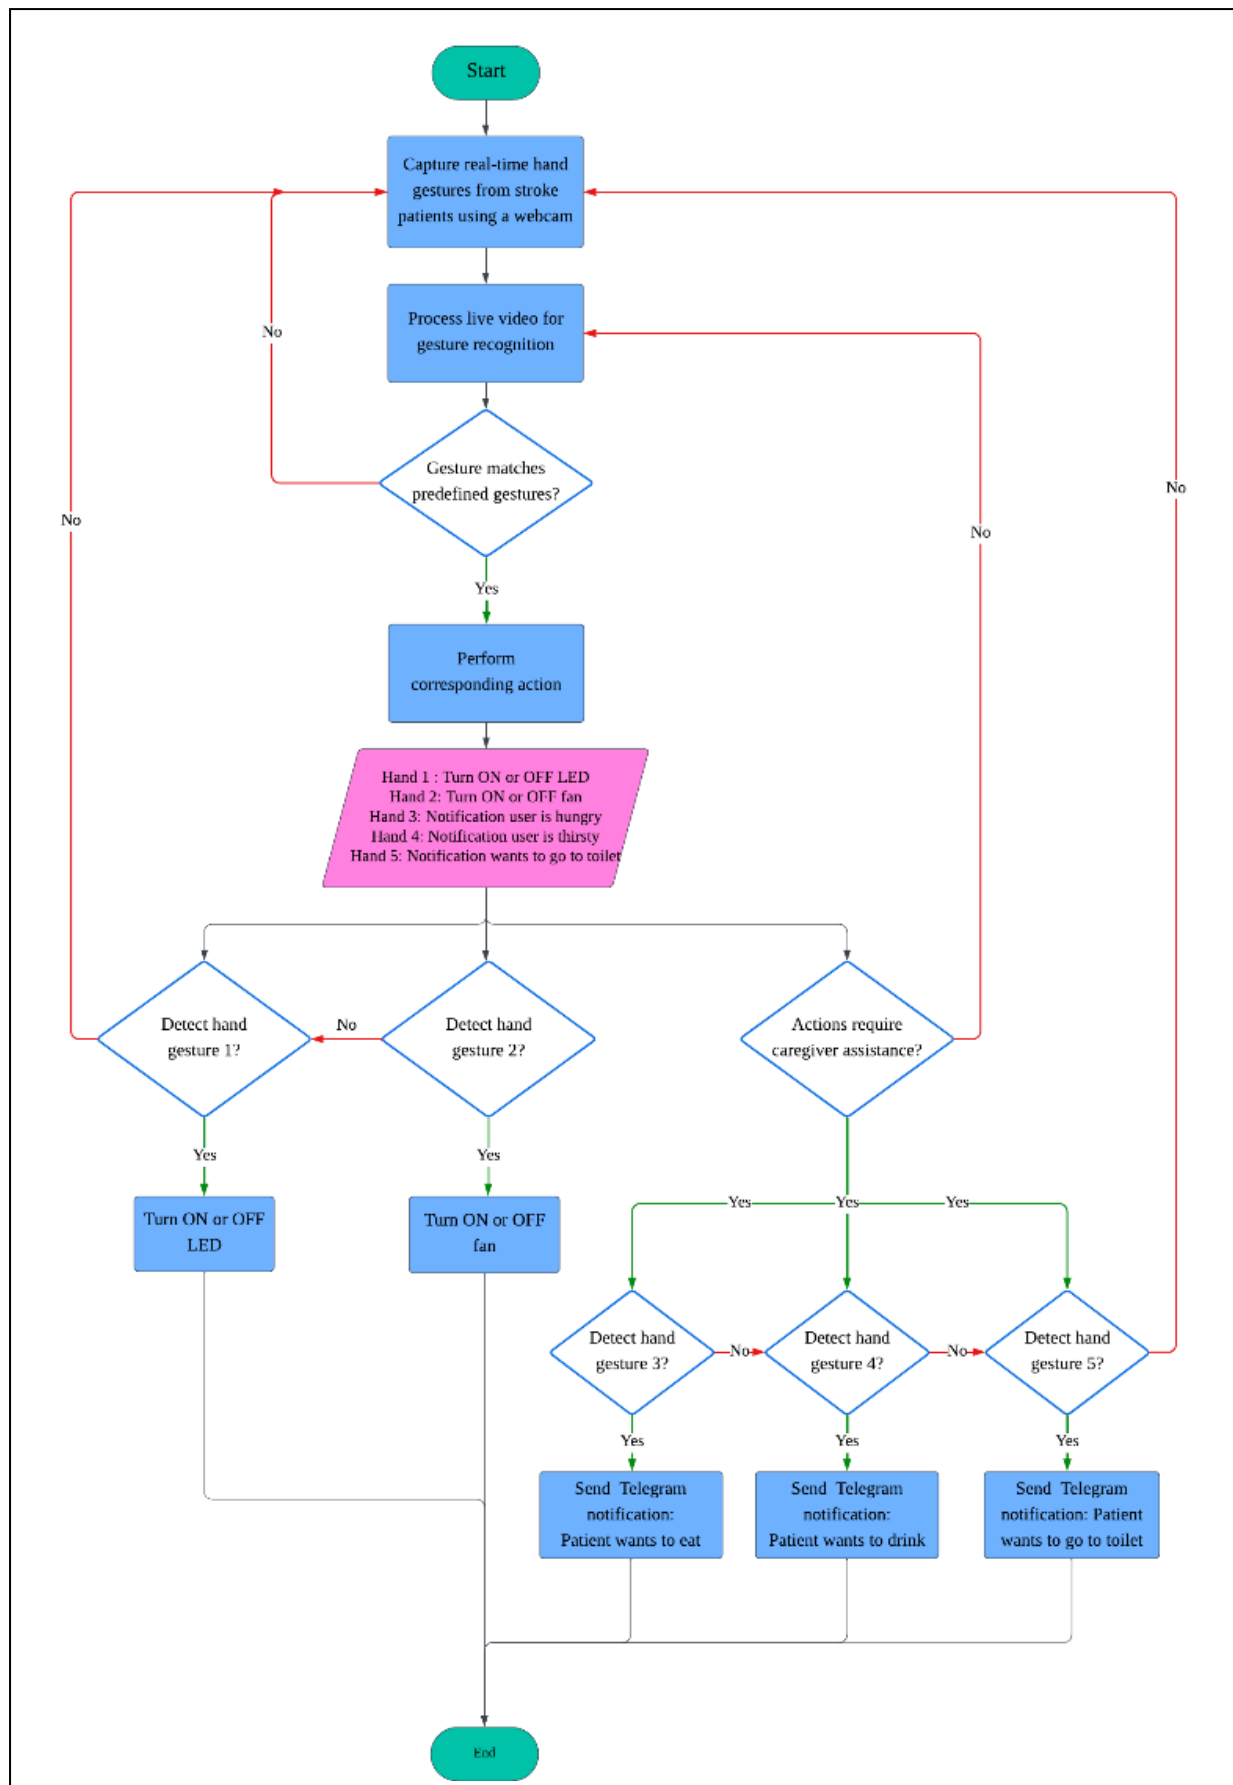 Start
Capture real-time hand
gestures from stroke
patients using a webcam
Process live video for
gesture recognition
No
Gesture matches
predefined gestures?
No
No
No
Yes
Perform
corresponding action
Hand 1 : Turn ON or OFF LED
Hand 2: Turn ON or OFF fan
Hand 3: Notification user is hungry
Hand 4: Notification user is thirsty
Hand 5: Notification wants to go to toilet
Detect hand
gesture 1?
No
Detect hand
gesture 2?
Actions require
caregiver assistance?
Yes
Yes
Turn ON or OFF
LED
Turn ON or OFF
fan
Yes
Yes
Yes
Detect hand
gesture 3?
No
Detect hand
gesture 4?
No
Detect hand
gesture 5?
Yes
Yes
Yes
Send Telegram
notification:
Patient wants to eat
Send Telegram
notification:
Patient wants to drink
Send Telegram
notification: Patient
wants to go to toilet
End